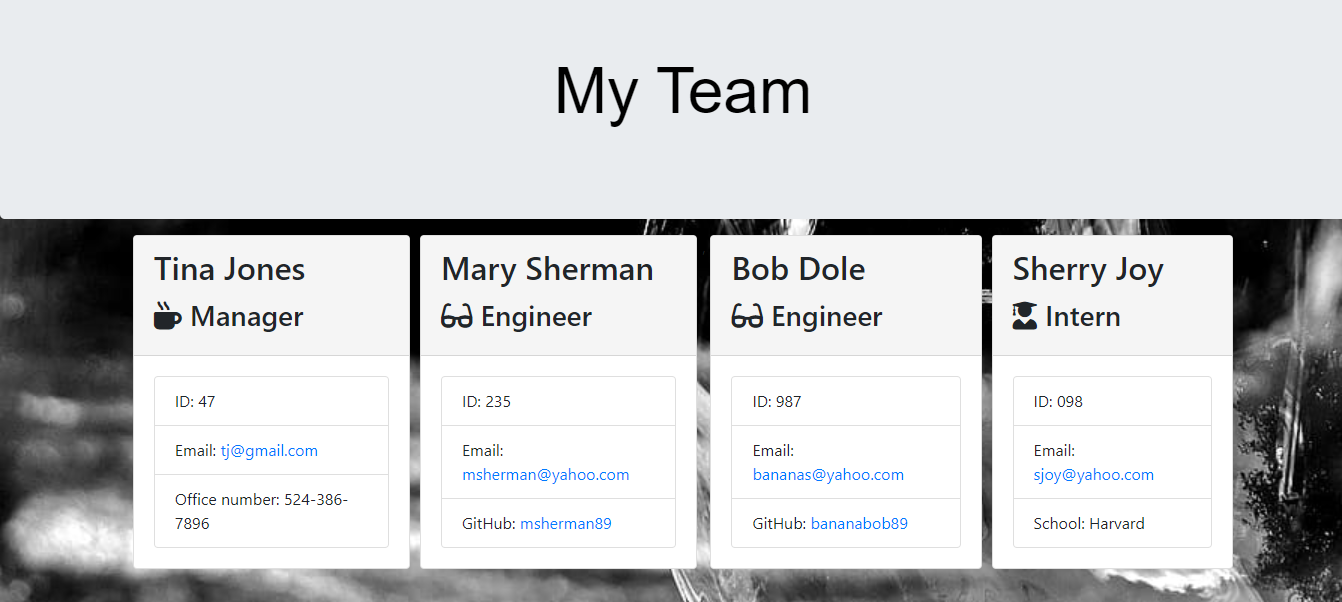 My Team
Tina Jones
Manager
ID: 47
Email: tj@gmail.com
Office number: 524-386-
7896
Mary Sherman
Engineer
ID: 235
Email:
msherman@yahoo.com
GitHub: msherman89
Bob Dole
Engineer
ID: 987
Email:
bananas@yahoo.com
GitHub: bananabob89
Sherry Joy
Intern
ID: 098
Email:
sjoy@yahoo.com
School: Harvard